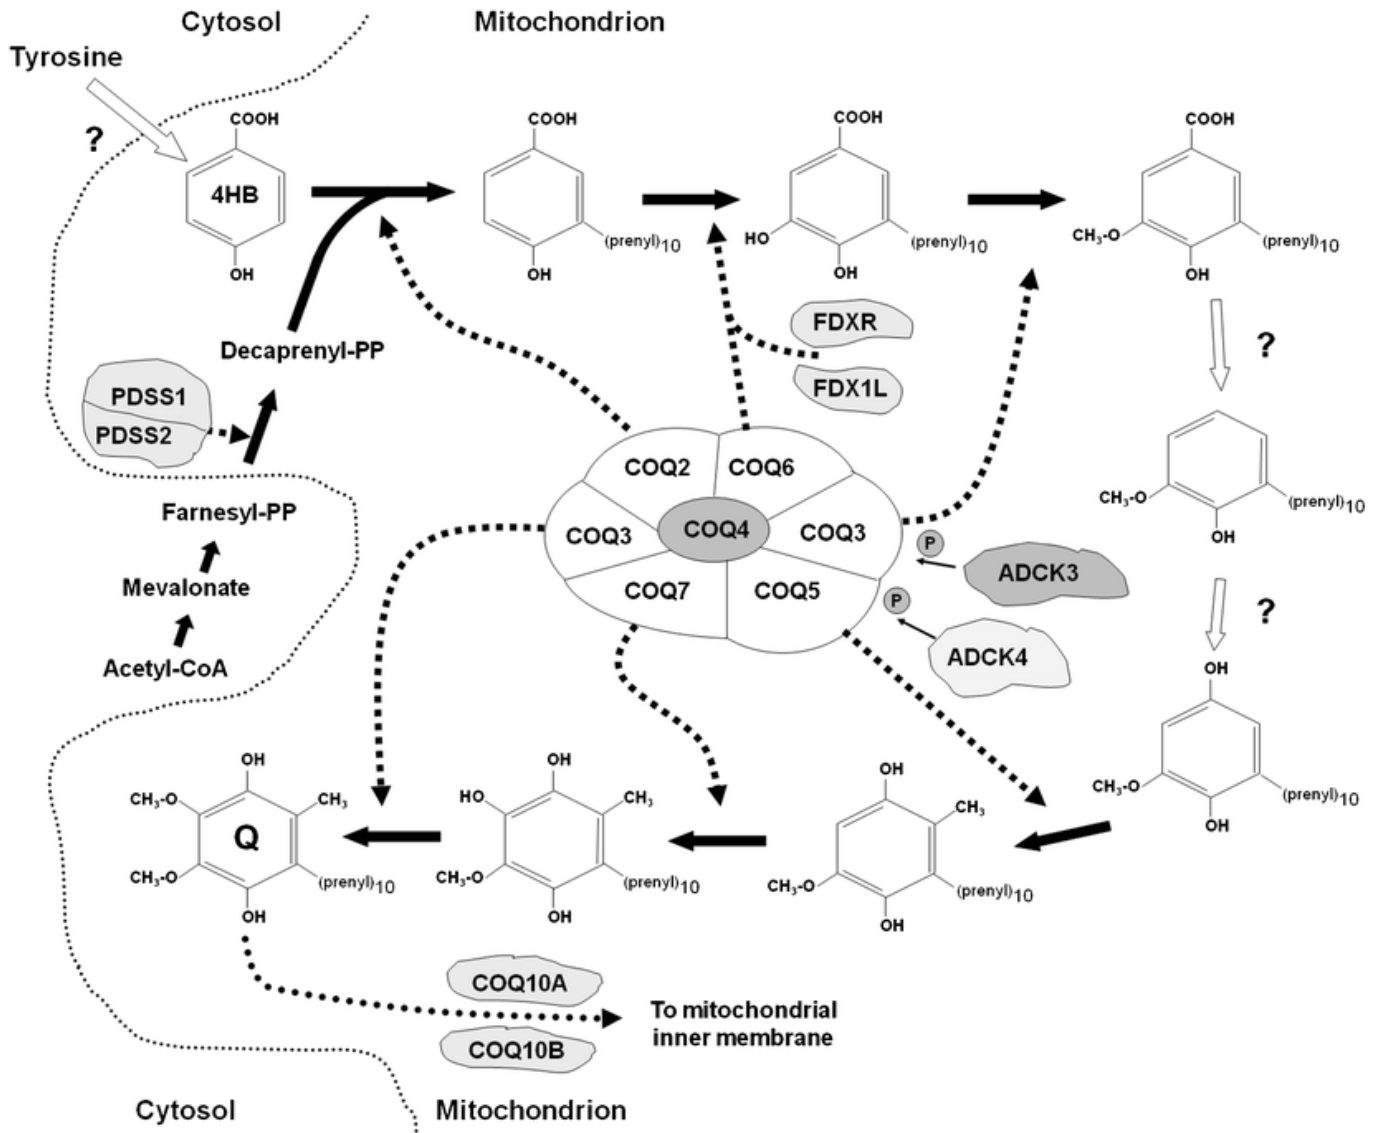 Cytosol
Mitochondrion
Tyrosine
?
COOH
4HB
OH
COOH
(prenyl)10
OH
COOH
HO
(prenyl)10
OH
COOH
CH3-O
(prenyl)10
OH
Decaprenyl-PP
PDSS1
PDSS2
FDXR
FDX1L
?
Farnesyl-PP
Mevalonate
Acetyl-CoA
COQ2
COQ6
COQ3
COQ4
COQ3
COQ7
COQ5
P
ADCK3
P
ADCK4
CH3-O
(prenyl)10
OH
?
OH
CH3-O
(prenyl)10
OH
OH
CH3-O
CH3
Q
CH3-O
(prenyl)10
OH
OH
HO
CH3
CH3-O
(prenyl)10
OH
OH
CH3
CH3-O
(prenyl)10
OH
COQ10A
COQ10B
To mitochondrial
inner membrane
Cytosol
Mitochondrion